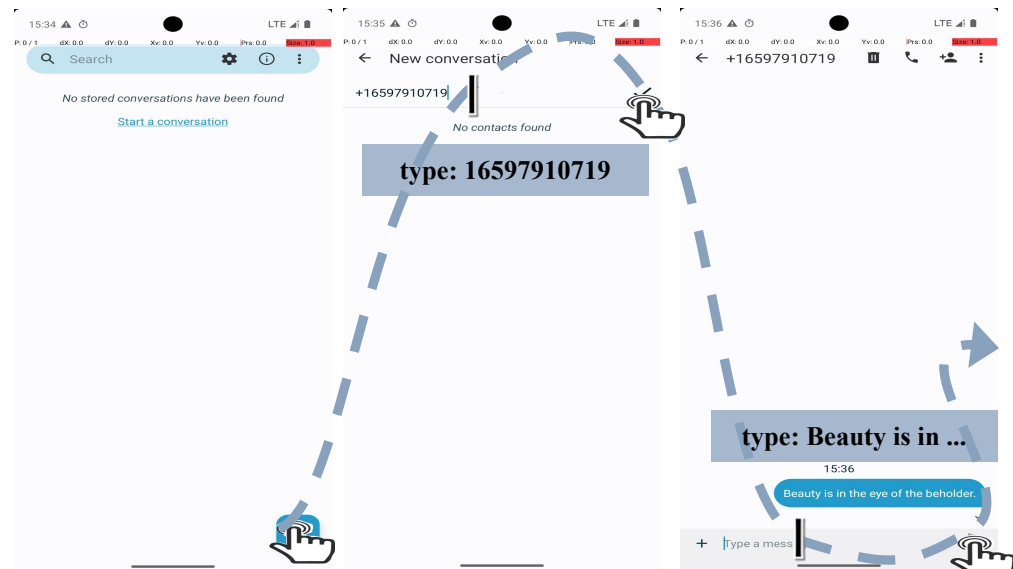 15:34 LTE
P: 0 / 1 dX: 0.0 dY: 0.0 Xv: 0.0 Yv: 0.0 Prs: 0.0 Size: 1.0
Search
No stored conversations have been found
Start a conversation
15:35 LTE
P: 0 / 1 dX: 0.0 dY: 0.0 Xv: 0.0 Yv: 0.0 Size: 1.0
New conversation
+16597910719
No contacts found
type: 16597910719
15:36 LTE
P: 0 / 1 dX: 0.0 dY: 0.0 Xv: 0.0 Yv: 0.0 Prs: 0.0 Size: 1.0
+16597910719
type: Beauty is in ...
15:36
Beauty is in the eye of the beholder.
Type a mess